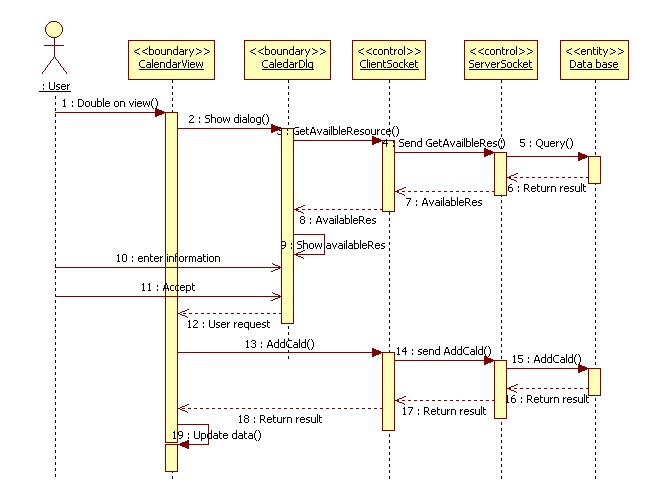 <<boundary>>
CalendarView
<<boundary>>
CaledarDlg
<<control>>
ClientSocket
<<control>>
ServerSocket
<<entity>>
Data base
: User
1 : Double on view()
2 : Show dialog()
3 : GetAvailbleResource()
4 : Send GetAvailbleRes()
5 : Query()
6 : Return result
7 : AvailableRes
8 : AvailableRes
9 : Show availableRes
10 : enter information
11 : Accept
12 : User request
13 : AddCald()
14 : send AddCald()
15 : AddCald()
16 : Return result
17 : Return result
18 : Return result
19 : Update data()